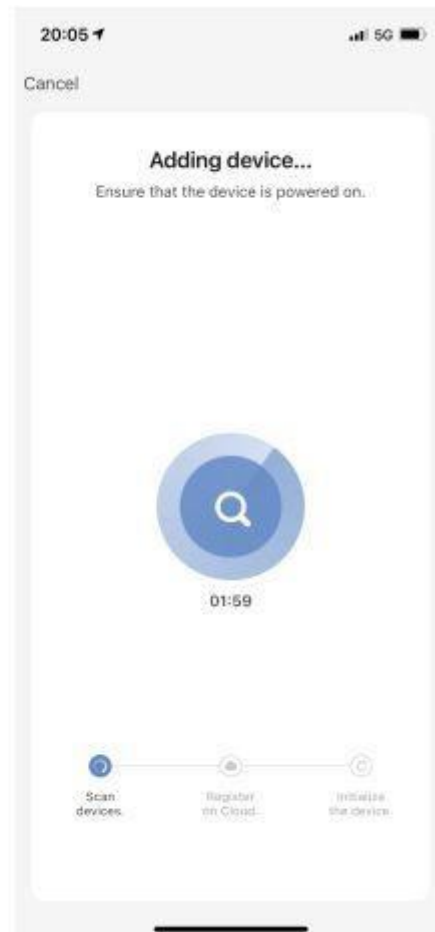 20:05
5G
Cancel
Adding device...
Ensure that the device is powered on.
01:59
Scan
devices.
Register
on Cloud.
Initialize
the device.